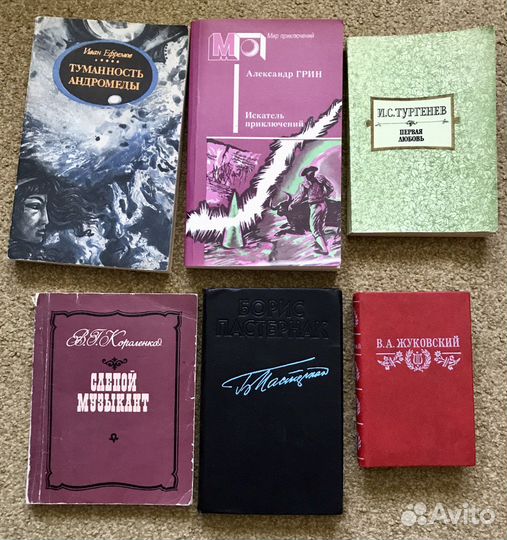 Иван Ефремов
ТУМАННОСТЬ
АНДРОМЕДЫ
МП
Мир приключений
Александр ГРИН
Искатель
приключений
И.С.ТУРГЕНЕВ
ПЕРВАЯ
ЛЮБОВЬ
В.Г.Короленко
СЛЕПОЙ
МУЗЫКАНТ
БОРИС
ПАСТЕРНАК
Б Пастернак
В.А.ЖУКОВСКИЙ
Avito